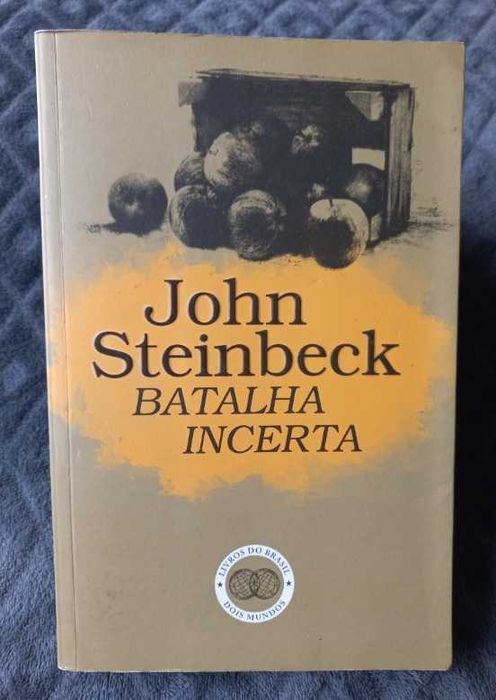 John
Steinbeck
BATALHA
INCERTA
LIVROS DO BRASIL
DOIS MUNDOS